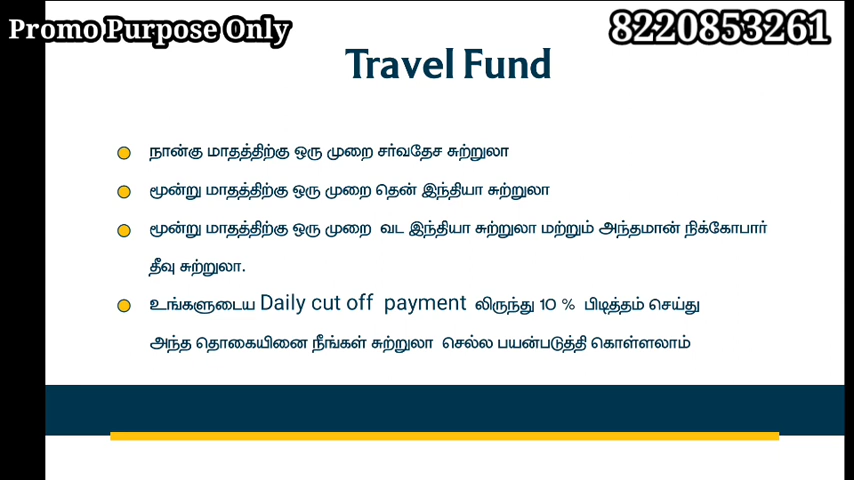 Promo Purpose Only
8220853261
Travel Fund
நான்கு மாதத்திற்கு ஒரு முறை சர்வதேச சுற்றுலா
மூன்று மாதத்திற்கு ஒரு முறை தென் இந்தியா சுற்றுலா
மூன்று மாதத்திற்கு ஒரு முறை வட இந்தியா சுற்றுலா மற்றும் அந்தமான் நிக்கோபார்
தீவு சுற்றுலா.
உங்களுடைய Daily cut off payment லிருந்து 10 % பிடித்தம் செய்து
அந்த தொகையினை நீங்கள் சுற்றுலா செல்ல பயன்படுத்தி கொள்ளலாம்